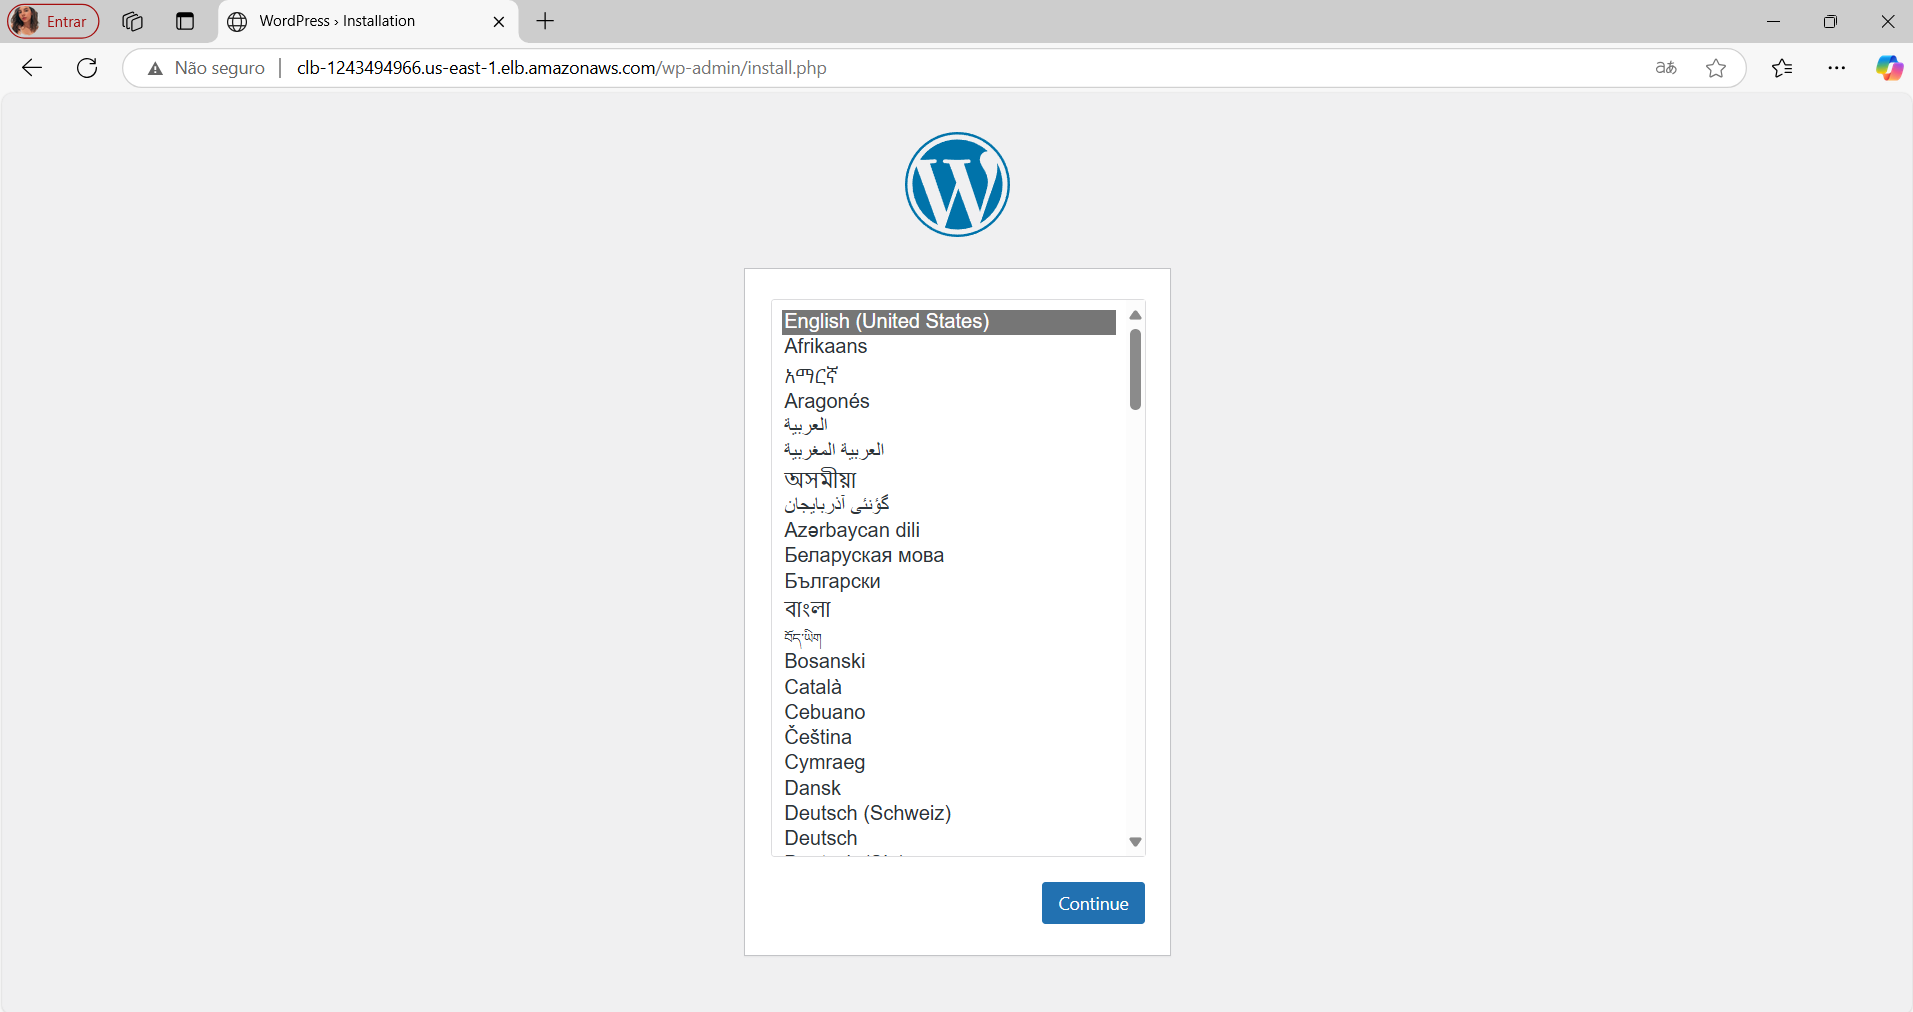 Entrar
WordPress › Installation
Não seguro
clb-1243494966.us-east-1.elb.amazonaws.com/wp-admin/install.php
English (United States)
Afrikaans
አማርኛ
Aragonés
العربية
العربية المغربية
অসমীয়া
گؤنئی آذربایجان
Azərbaycan dili
Беларуская мова
Български
বাংলা
བོད་ཡིག
Bosanski
Català
Cebuano
Čeština
Cymraeg
Dansk
Deutsch (Schweiz)
Deutsch
Continue